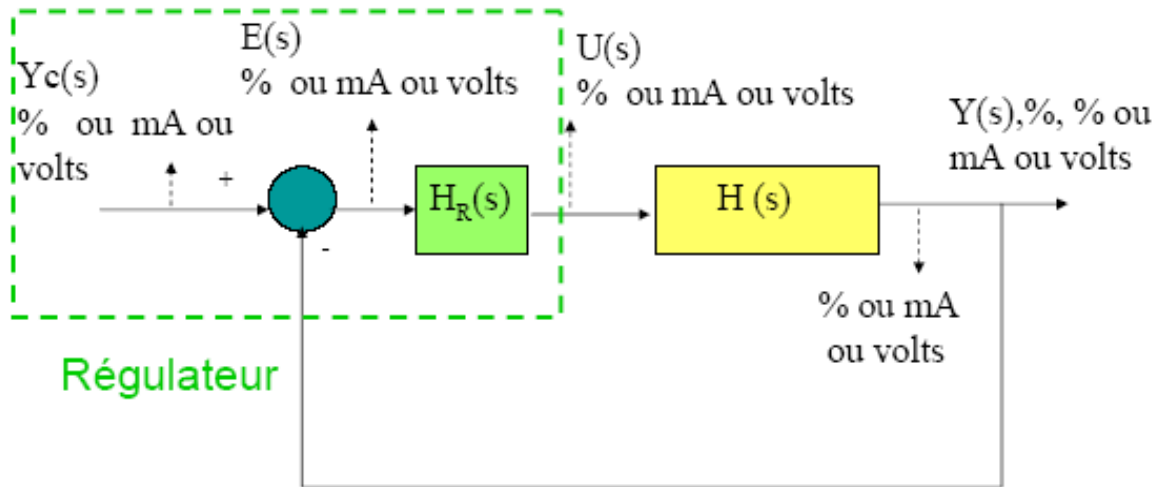 E(s)
% ou mA ou volts
Yc(s)
% ou mA ou
volts
+
-
H_R(s)
U(s)
% ou mA ou volts
H (s)
Y(s),%, % ou
mA ou volts
% ou mA
ou volts
Régulateur